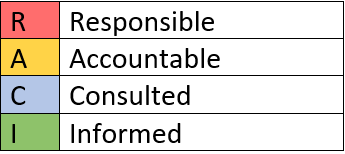 R Responsible
A Accountable
C Consulted
I Informed